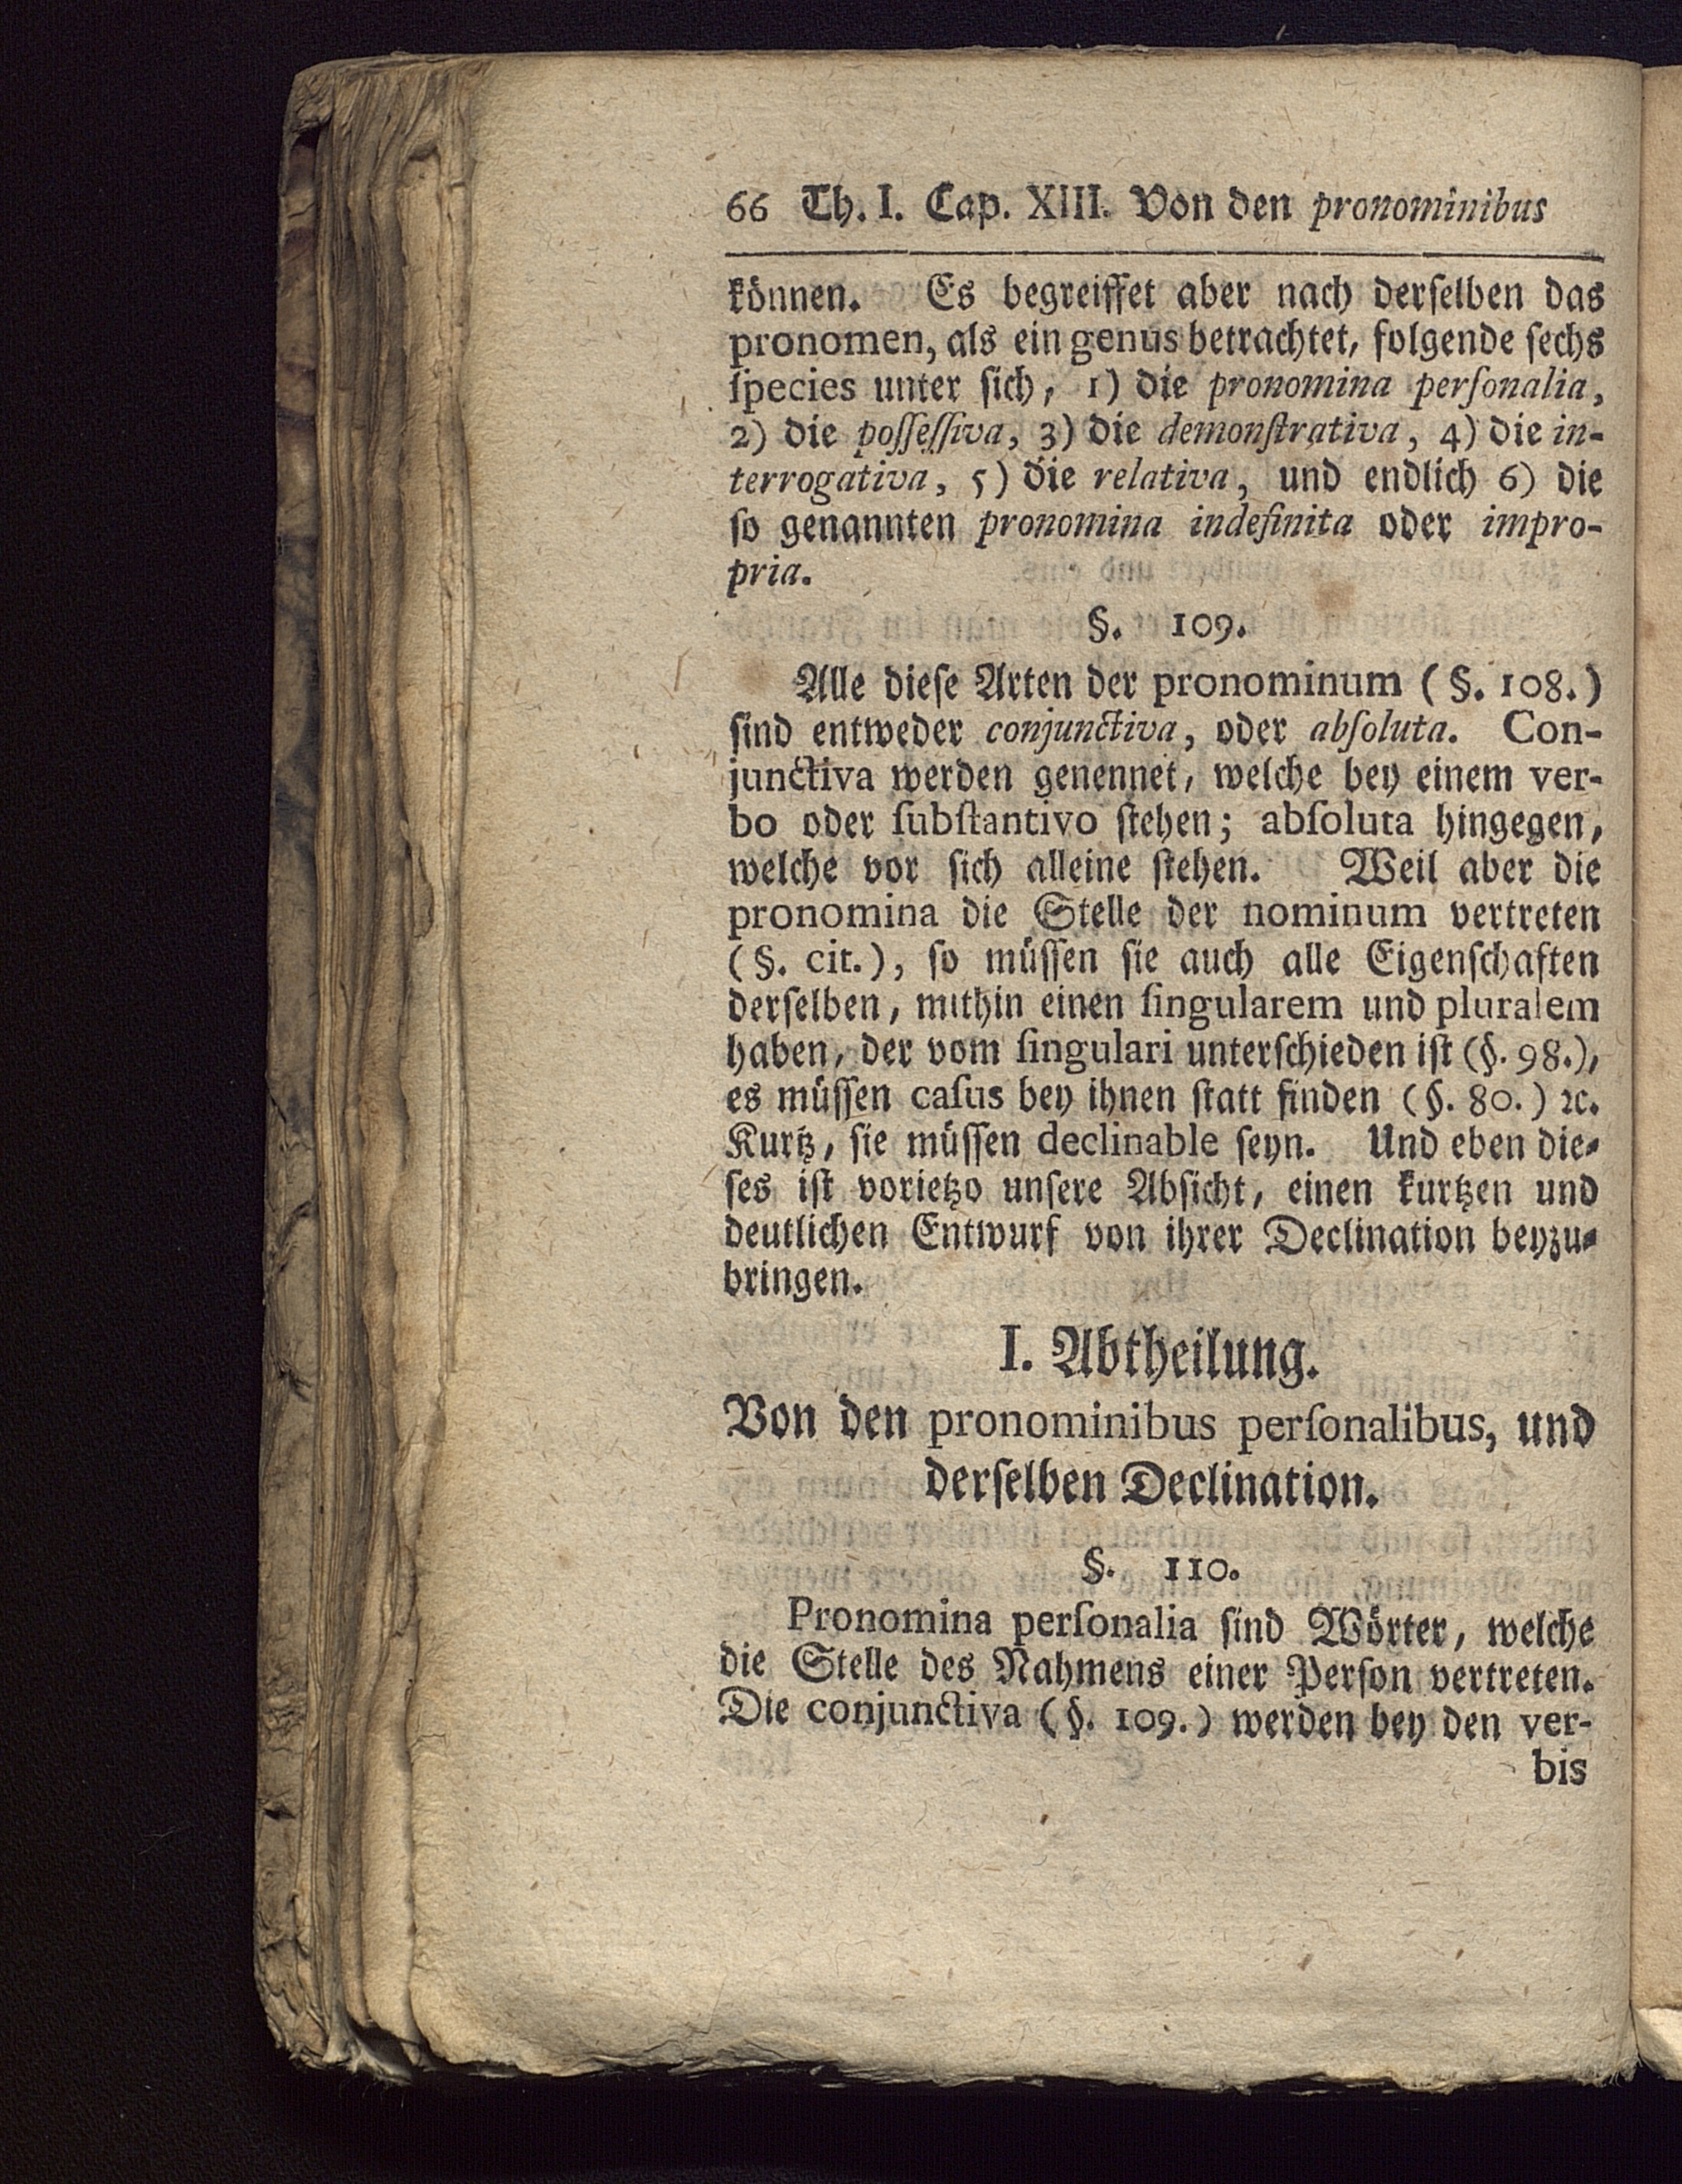 66 Th. I. Cap. XIII. Von den pronominibus
können. Es begreiffet aber nach derſelben das
pronomen, als ein genus betrachtet, folgende ſechs
ſpecies unter ſich, 1) die pronomina perſonalia,
2) die poſſeſſiva, 3) die demonſtrativa, 4) die in-
terrogativa, 5) die relativa, und endlich 6) die
ſo genannten pronomina indefinita oder impro-
pria.
§. 109.
Alle dieſe Arten der pronominum (§. 108.)
ſind entweder conjunctiva, oder abſoluta. Con-
junctiva werden genennet, welche bey einem ver-
bo oder ſubſtantivo ſtehen; abſoluta hingegen,
welche vor ſich alleine ſtehen. Weil aber die
pronomina die Stelle der nominum vertreten
(§. cit.), ſo müſſen ſie auch alle Eigenſchaften
derſelben, mithin einen ſingularem und pluralem
haben, der vom ſingulari unterſchieden iſt (§. 98.),
es müſſen caſus bey ihnen ſtatt finden (§. 80.) ꝛc.
Kurtz, ſie müſſen declinable ſeyn. Und eben die-
ſes iſt vorietzo unſere Abſicht, einen kurtzen und
deutlichen Entwurf von ihrer Declination beyzu-
bringen.
I. Abtheilung.
Von den pronominibus perſonalibus, und
derſelben Declination.
§. 110.
Pronomina perſonalia ſind Wörter, welche
die Stelle des Nahmens einer Perſon vertreten.
Die conjunctiva (§. 109.) werden bey den ver-
bis